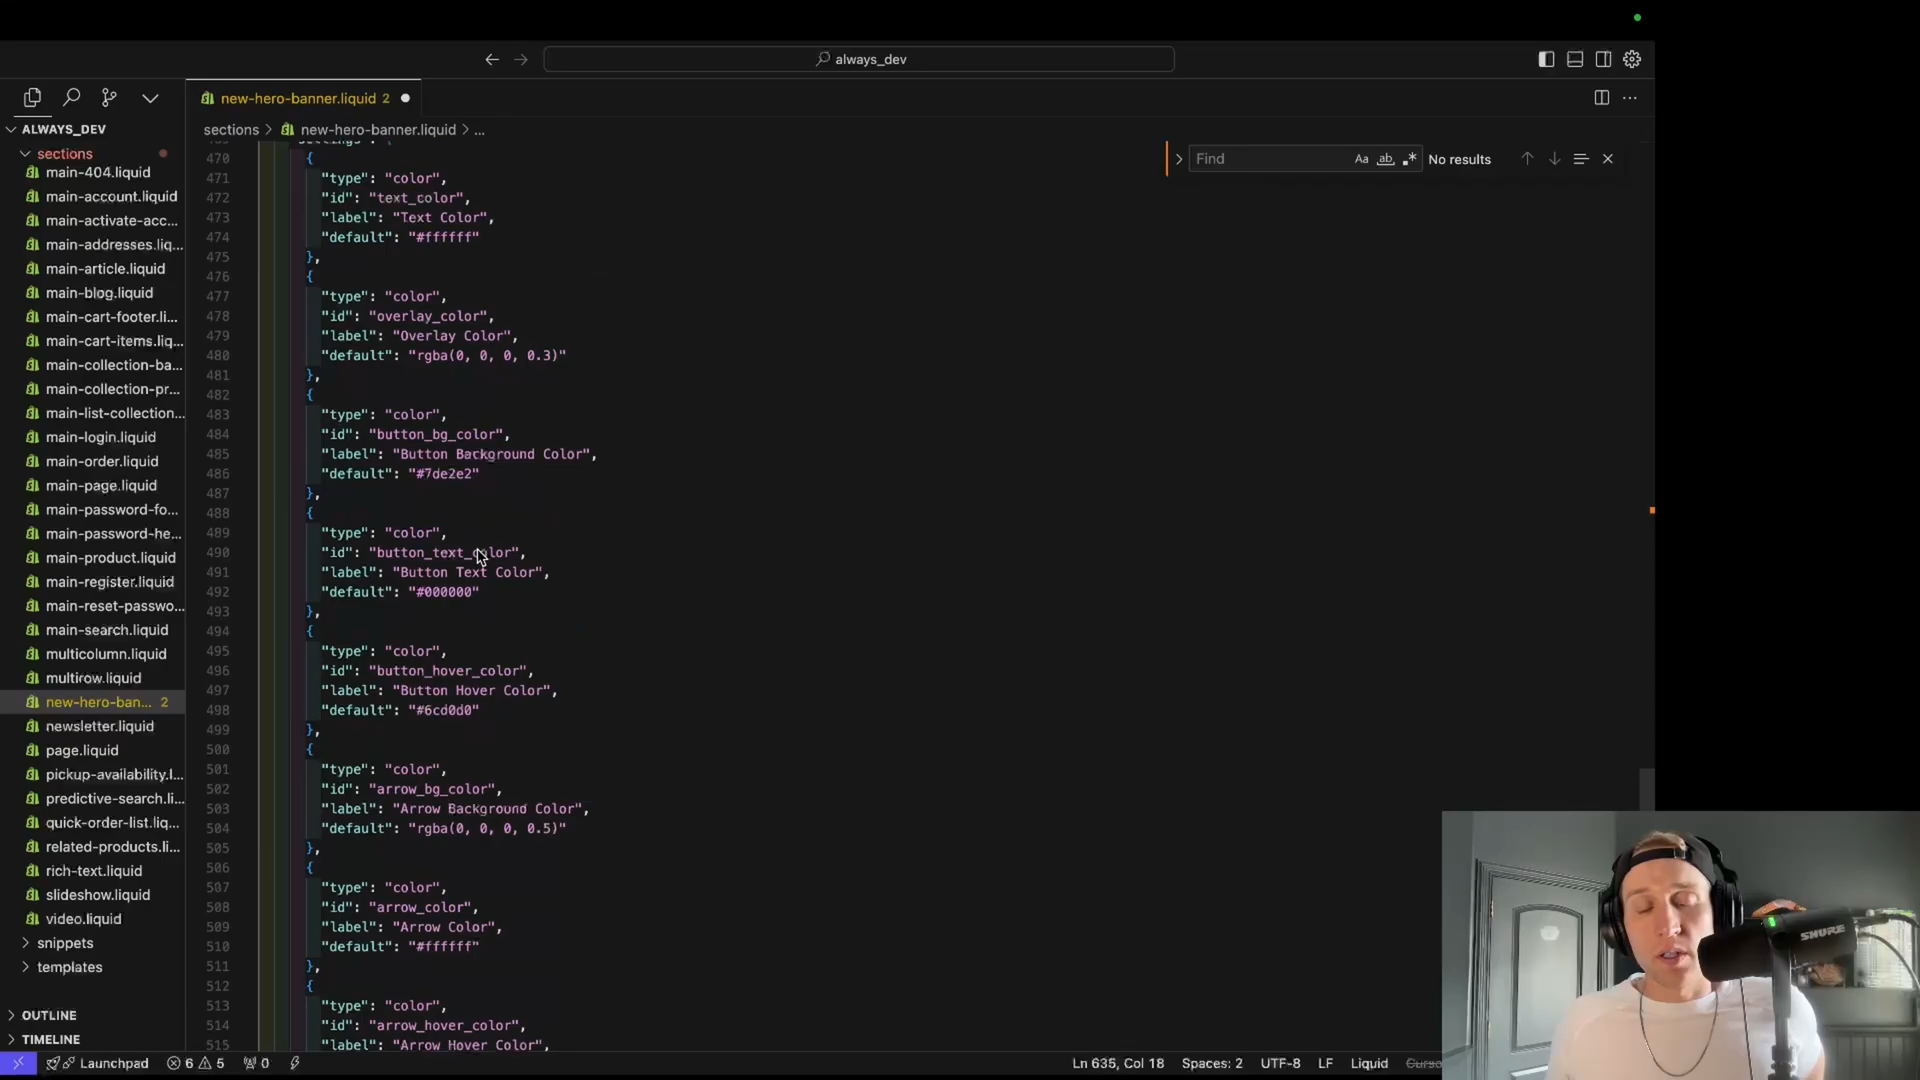 always_dev
new-hero-banner.liquid 2
ALWAYS_DEV
sections > new-hero-banner.liquid > ...
sections
main-404.liquid
main-account.liquid
main-activate-acc...
main-addresses.liq...
main-article.liquid
main-blog.liquid
main-cart-footer.li...
main-cart-items.liq...
main-collection-ba...
main-collection-pr...
main-list-collection...
main-login.liquid
main-order.liquid
main-page.liquid
main-password-fo...
main-password-he...
main-product.liquid
main-register.liquid
main-reset-passwo...
main-search.liquid
multicolumn.liquid
multirow.liquid
new-hero-ban... 2
newsletter.liquid
page.liquid
pickup-availability.l...
predictive-search.li...
quick-order-list.liq...
related-products.li...
rich-text.liquid
slideshow.liquid
video.liquid
snippets
templates
OUTLINE
TIMELINE
Find Aa ab No results
470 {
471 "type": "color",
472 "id": "text_color",
473 "label": "Text Color",
474 "default": "#ffffff"
475 },
476 {
477 "type": "color",
478 "id": "overlay_color",
479 "label": "Overlay Color",
480 "default": "rgba(0, 0, 0, 0.3)"
481 },
482 {
483 "type": "color",
484 "id": "button_bg_color",
485 "label": "Button Background Color",
486 "default": "#7de2e2"
487 },
488 {
489 "type": "color",
490 "id": "button_text_color",
491 "label": "Button Text Color",
492 "default": "#000000"
493 },
494 {
495 "type": "color",
496 "id": "button_hover_color",
497 "label": "Button Hover Color",
498 "default": "#6cd0d0"
499 },
500 {
501 "type": "color",
502 "id": "arrow_bg_color",
503 "label": "Arrow Background Color",
504 "default": "rgba(0, 0, 0, 0.5)"
505 },
506 {
507 "type": "color",
508 "id": "arrow_color",
509 "label": "Arrow Color",
510 "default": "#ffffff"
511 },
512 {
513 "type": "color",
514 "id": "arrow_hover_color",
515 "label": "Arrow Hover Color",
SHURE
Launchpad 6 5 0 Ln 635, Col 18 Spaces: 2 UTF-8 LF Liquid